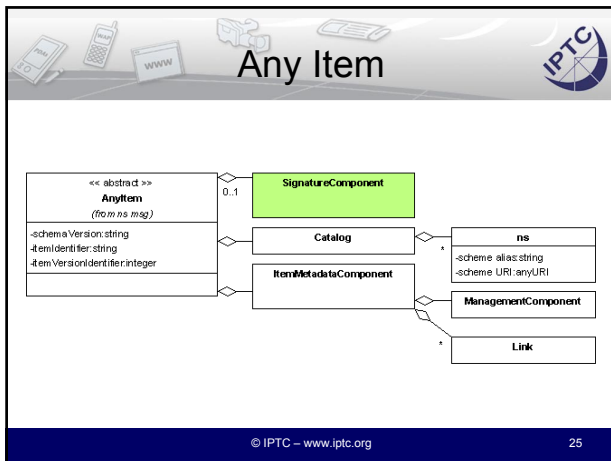 Any Item
IPTC
www
<< abstract >>
AnyItem
(from ns msg)
-schemaVersion:string
-itemIdentifier:string
-itemVersionIdentifier:integer
0..1
SignatureComponent
Catalog
*
ns
-scheme alias:string
-scheme URI:anyURI
ItemMetadataComponent
ManagementComponent
*
Link
© IPTC – www.iptc.org
25